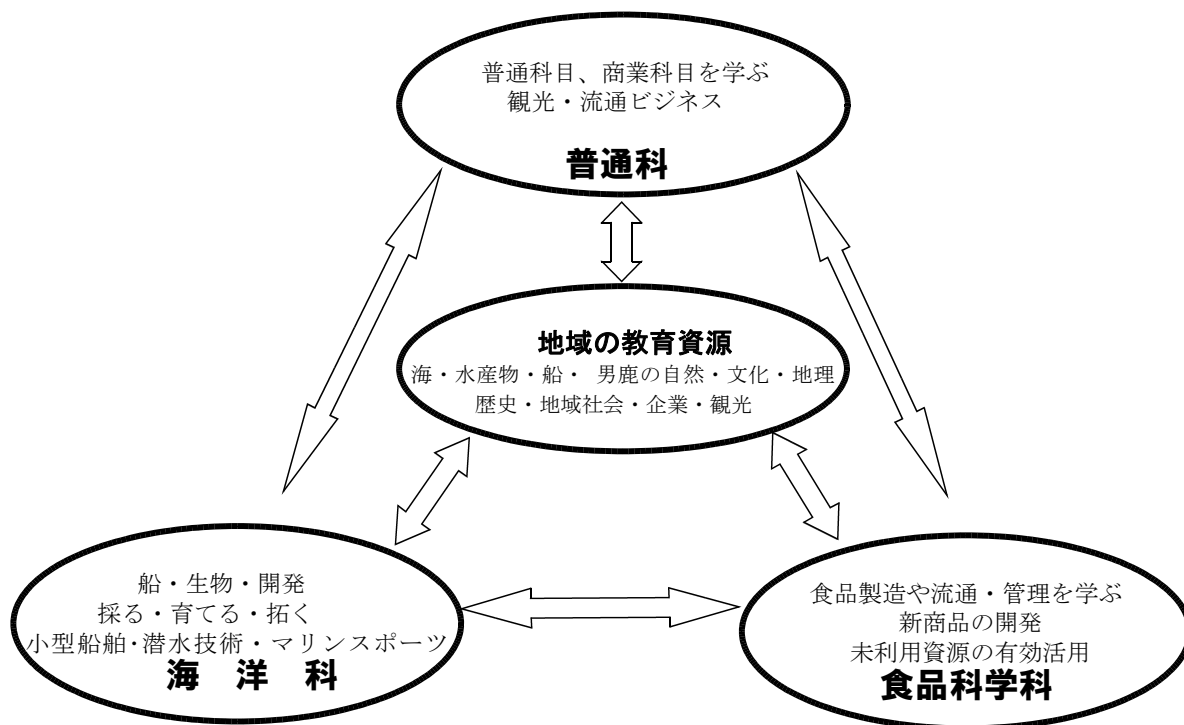 普通科目、商業科目を学ぶ
観光・流通ビジネス
普通科
地域の教育資源
海・水産物・船・ 男鹿の自然・文化・地理
歴史・地域社会・企業・観光
船・生物・開発
採る・育てる・拓く
小型船舶・潜水技術・マリンスポーツ
海 洋 科
食品製造や流通・管理を学ぶ
新商品の開発
未利用資源の有効活用
食品科学科